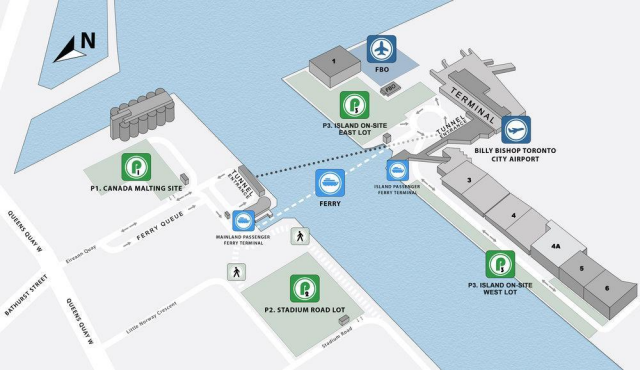 N
1
FBO
FBO
TERMINAL
P3. ISLAND ON-SITE
EAST LOT
TUNNEL
ENTRANCE
BILLY BISHOP TORONTO
CITY AIRPORT
P1. CANADA MALTING SITE
TUNNEL
ENTRANCE
FERRY
ISLAND PASSENGER
FERRY TERMINAL
3
4
4A
5
6
QUEENS QUAY W
FERRY QUEUE
MAINLAND PASSENGER
FERRY TERMINAL
Eireann Quay
BATHURST STREET
QUEENS QUAY W
P3. ISLAND ON-SITE
WEST LOT
Little Norway Crescent
P2. STADIUM ROAD LOT
Stadium Road